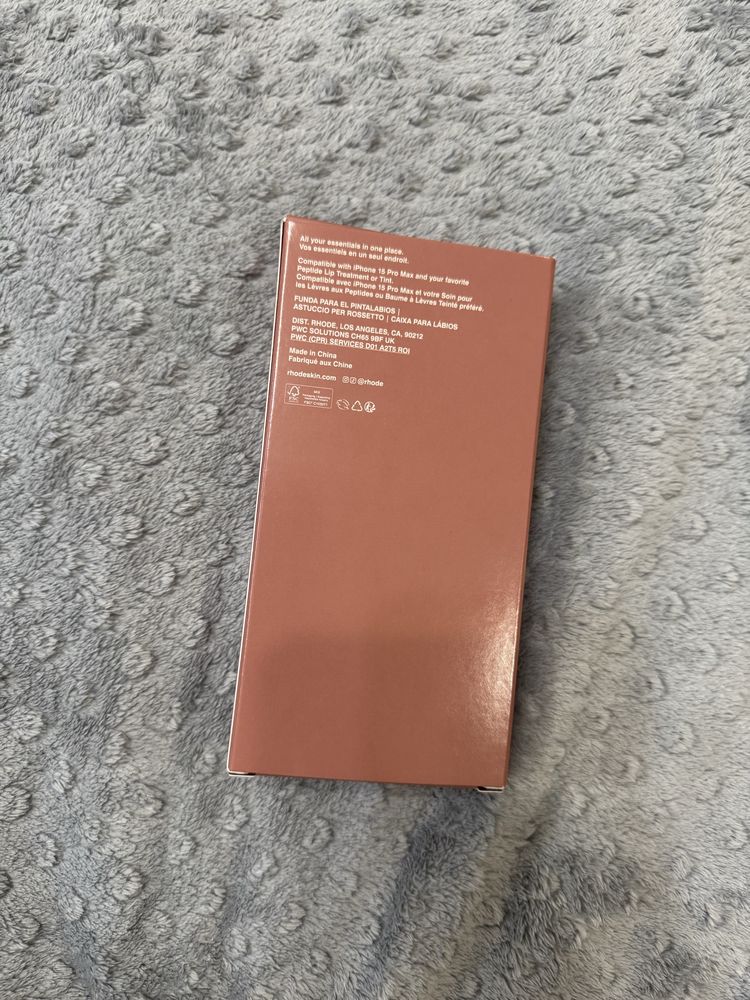 All your essentials in one place.
Vos essentiels en un seul endroit.
Compatible with iPhone 15 Pro Max and your favorite
Peptide Lip Treatment or Tint.
Compatible avec iPhone 15 Pro Max et votre Soin pour
les Lèvres aux Peptides ou Baume à Lèvres Teinté préféré.
FUNDA PARA EL PINTALABIOS |
ASTUCCIO PER ROSSETTO | CAIXA PARA LÁBIOS
DIST. RHODE, LOS ANGELES, CA, 90212
PWC SOLUTIONS CH65 9BF UK
PWC (CPR) SERVICES D01 A2T5 ROI
Made in China
Fabriqué aux Chine
rhodeskin.com @rhode
FSC MIX